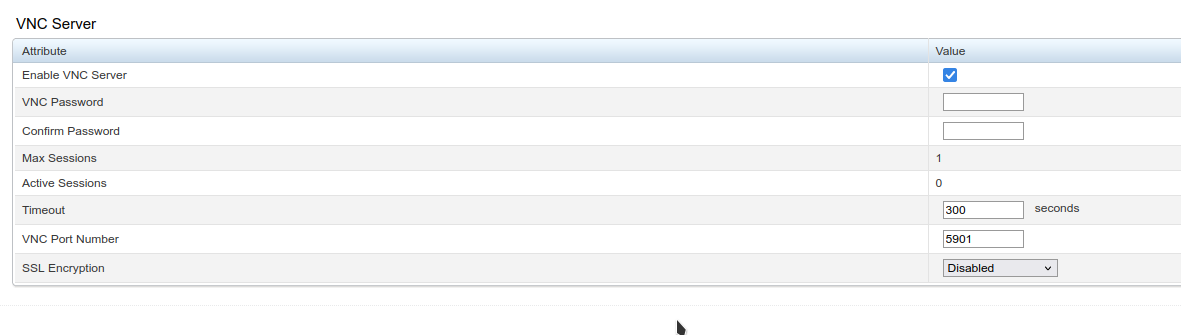 VNC Server
Attribute Value
Enable VNC Server
VNC Password
Confirm Password
Max Sessions 1
Active Sessions 0
Timeout 300 seconds
VNC Port Number 5901
SSL Encryption Disabled